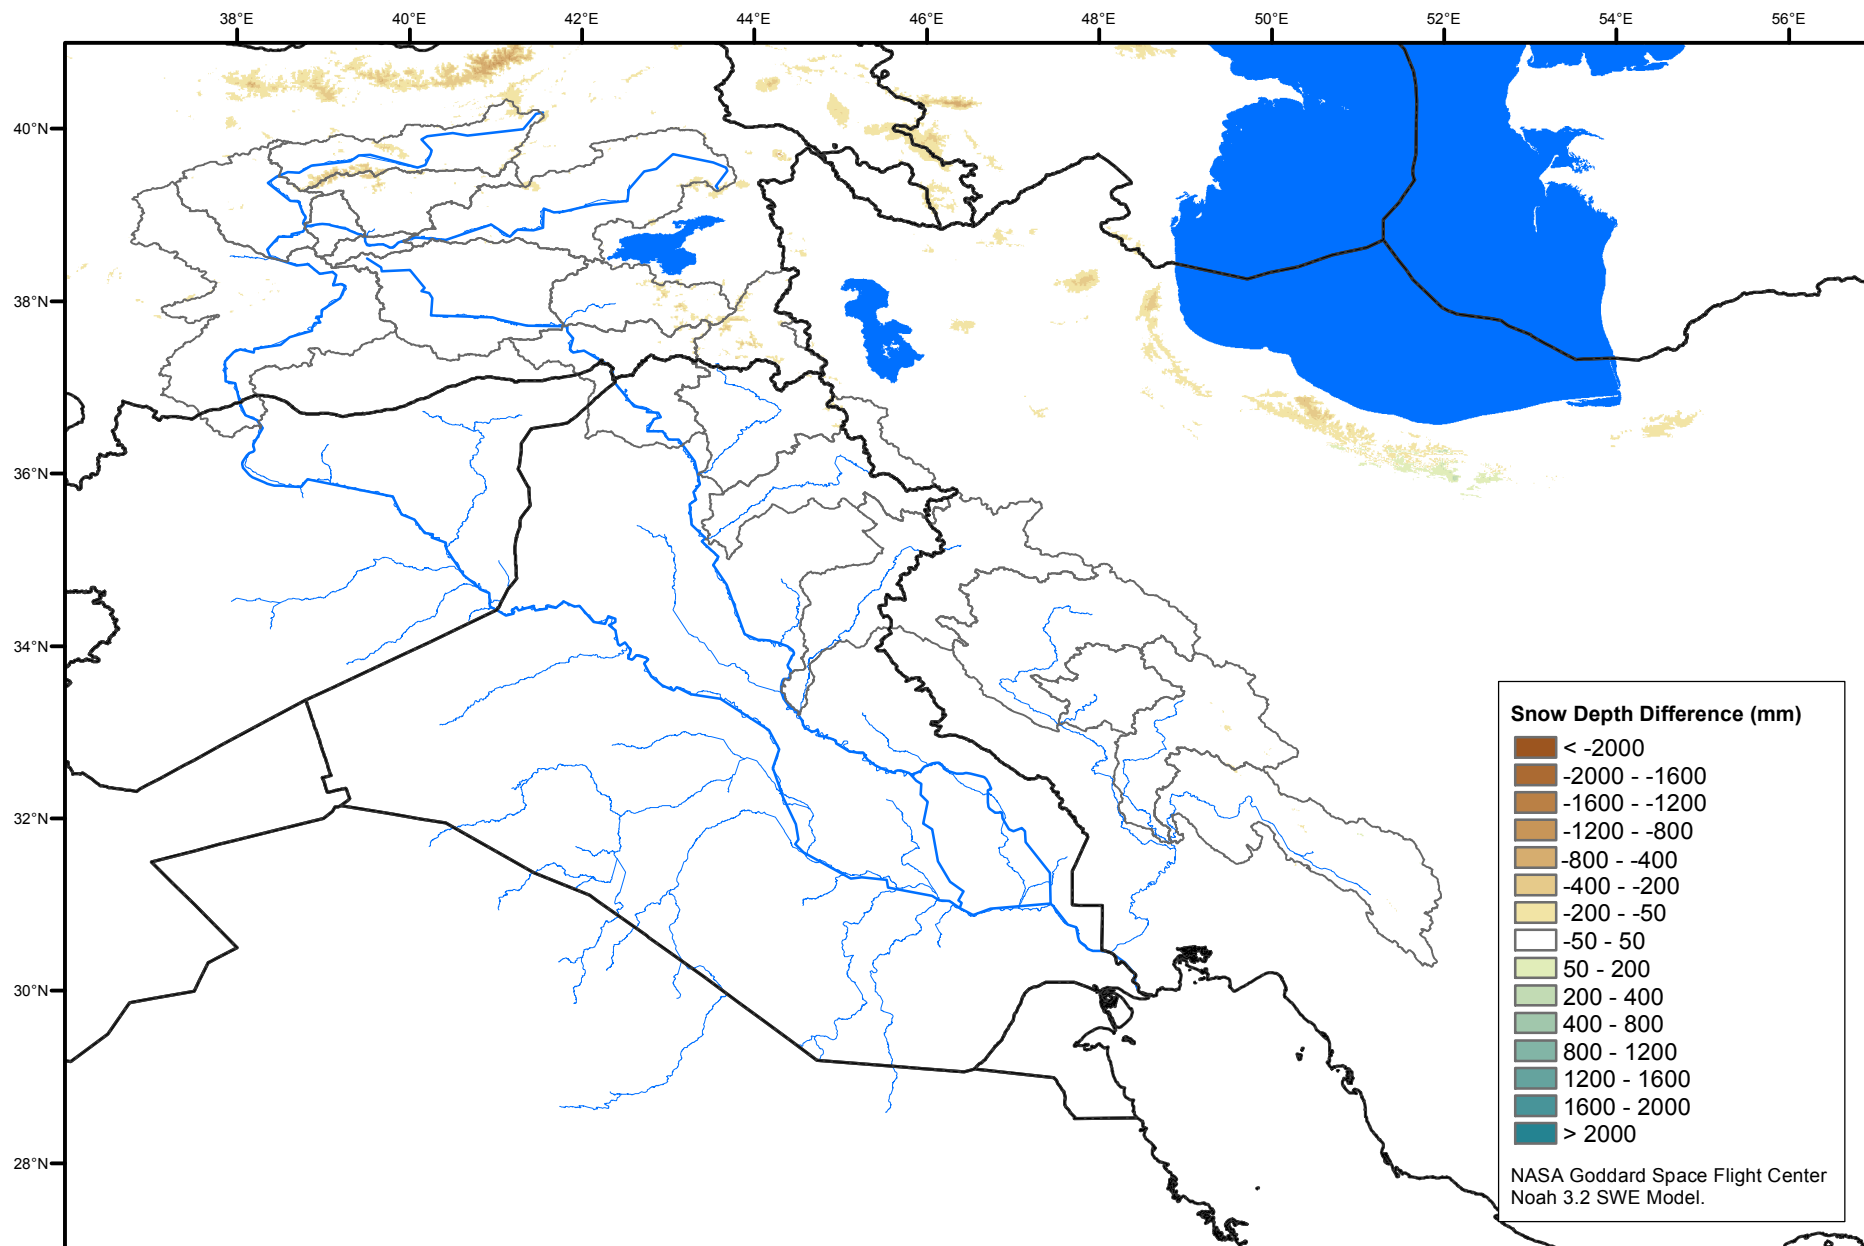 38°E 40°E 42°E 44°E 46°E 48°E 50°E 52°E 54°E 56°E
40°N
38°N
36°N
34°N
32°N
30°N
28°N
Snow Depth Difference (mm)
< -2000
-2000 - -1600
-1600 - -1200
-1200 - -800
-800 - -400
-400 - -200
-200 - -50
-50 - 50
50 - 200
200 - 400
400 - 800
800 - 1200
1200 - 1600
1600 - 2000
> 2000
NASA Goddard Space Flight Center
Noah 3.2 SWE Model.